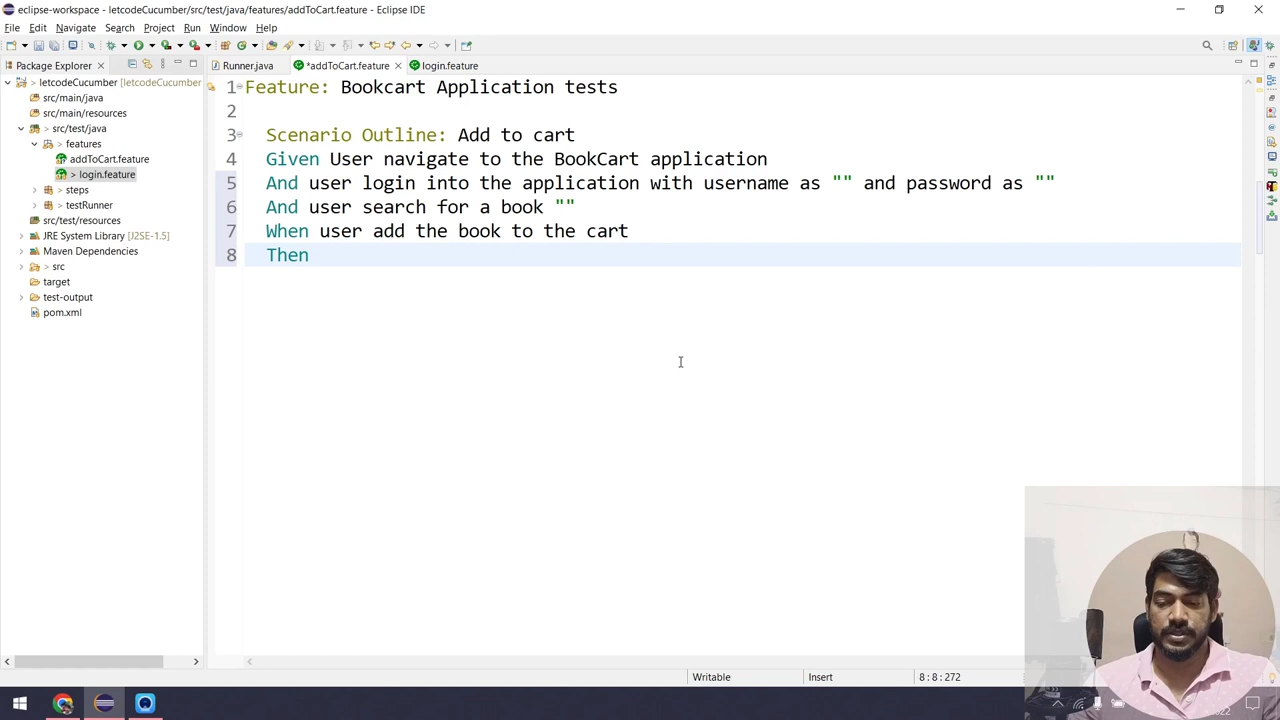 eclipse-workspace - letcodeCucumber/src/test/java/features/addToCart.feature - Eclipse IDE
File Edit Navigate Search Project Run Window Help
Package Explorer
Runner.java *addToCart.feature login.feature
> letcodeCucumber [letcodeCucumber
src/main/java
src/main/resources
> src/test/java
> features
addToCart.feature
> login.feature
> steps
> testRunner
src/test/resources
JRE System Library [J2SE-1.5]
Maven Dependencies
> src
target
> test-output
pom.xml
1 Feature: Bookcart Application tests
2
3 Scenario Outline: Add to cart
4 Given User navigate to the BookCart application
5 And user login into the application with username as "" and password as ""
6 And user search for a book ""
7 When user add the book to the cart
8 Then
Writable Insert 8 : 8 : 272